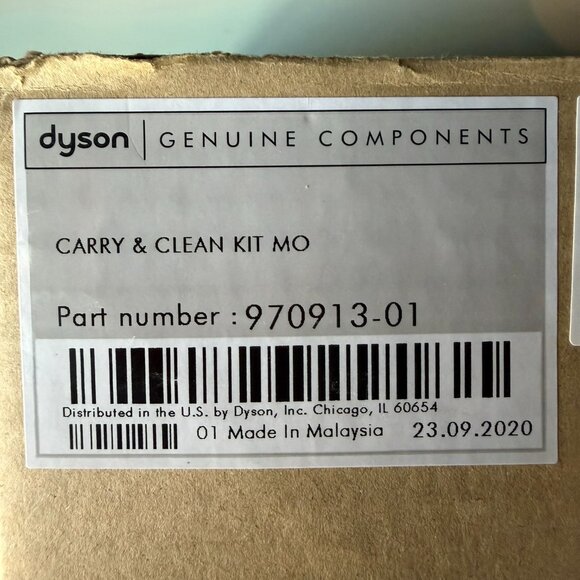 dyson | GENUINE COMPONENTS
CARRY & CLEAN KIT MO
Part number : 970913-01
Distributed in the U.S. by Dyson, Inc. Chicago, IL 60654
01 Made In Malaysia 23.09.2020